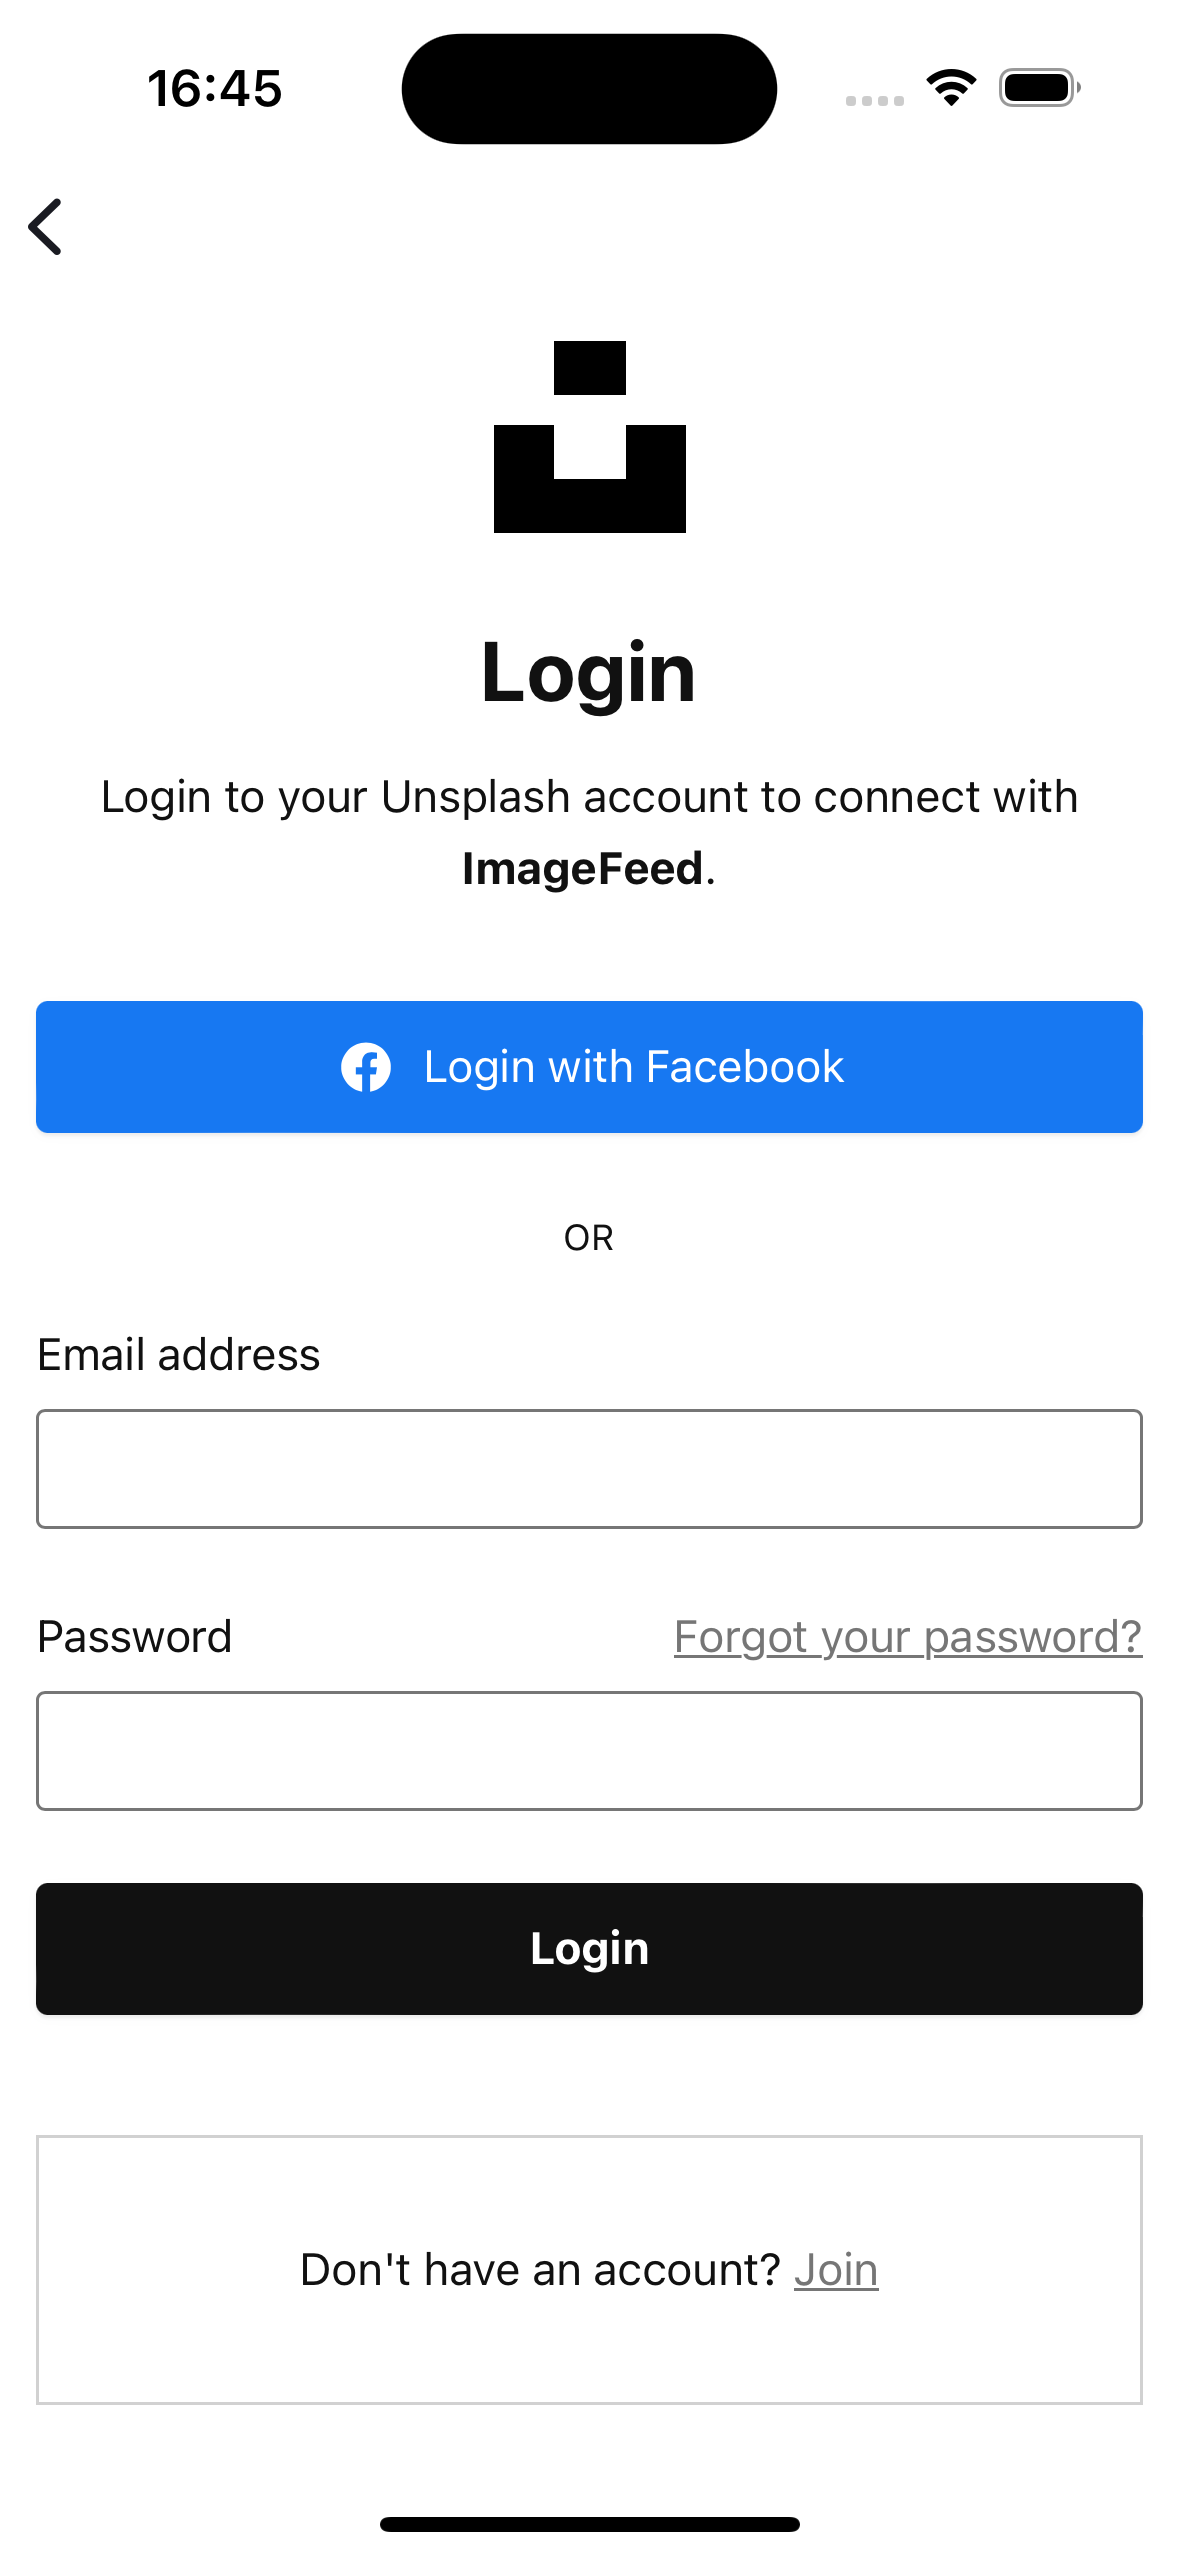 16:45
Login
Login to your Unsplash account to connect with
ImageFeed.
Login with Facebook
OR
Email address
Password
Forgot your password?
Login
Don't have an account? Join